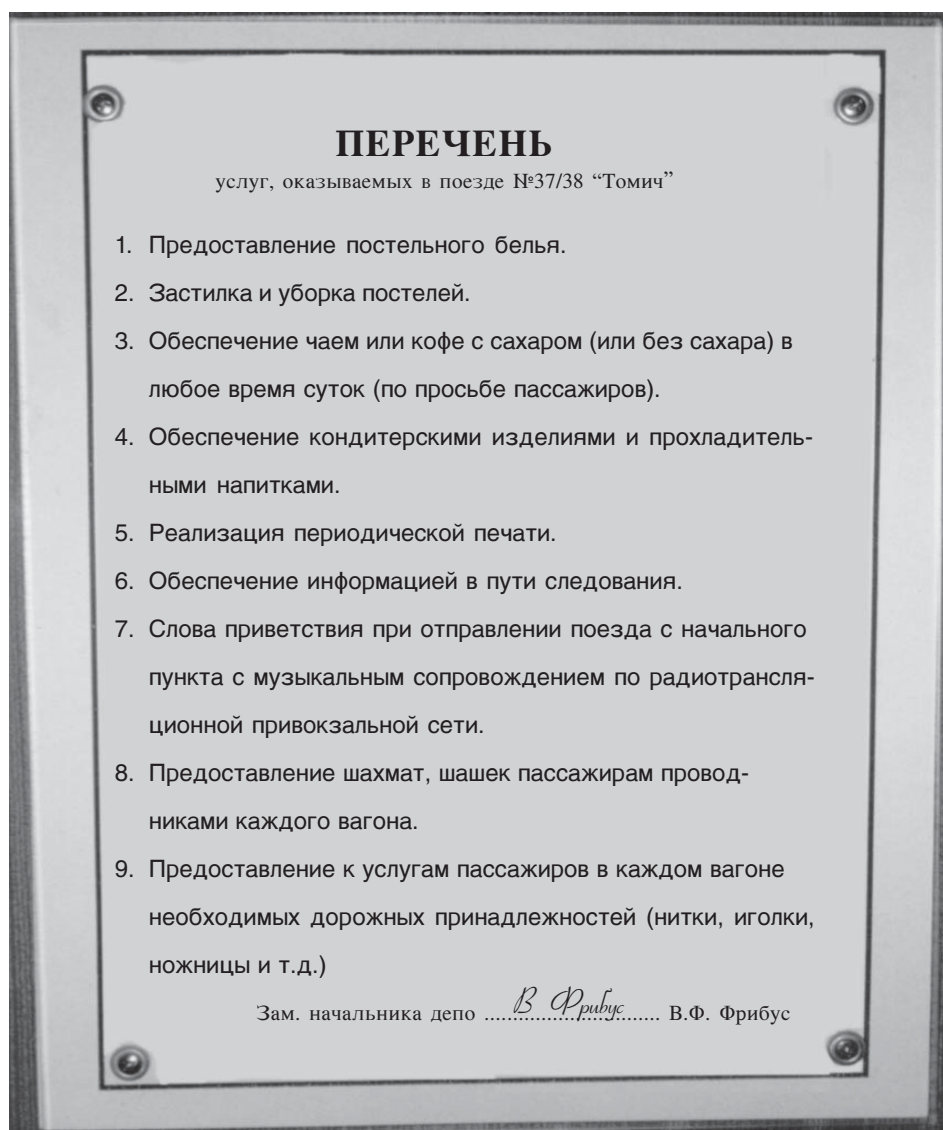 ПЕРЕЧЕНЬ
услуг, оказываемых в поезде №37/38 “Томич”
1. Предоставление постельного белья.
2. Застилка и уборка постелей.
3. Обеспечение чаем или кофе с сахаром (или без сахара) в
любое время суток (по просьбе пассажиров).
4. Обеспечение кондитерскими изделиями и прохладитель-
ными напитками.
5. Реализация периодической печати.
6. Обеспечение информацией в пути следования.
7. Слова приветствия при отправлении поезда с начального
пункта с музыкальным сопровождением по радиотрансля-
ционной привокзальной сети.
8. Предоставление шахмат, шашек пассажирам провод-
никами каждого вагона.
9. Предоставление к услугам пассажиров в каждом вагоне
необходимых дорожных принадлежностей (нитки, иголки,
ножницы и т.д.)
Зам. начальника депо ....В Фрибус.... В.Ф. Фрибус